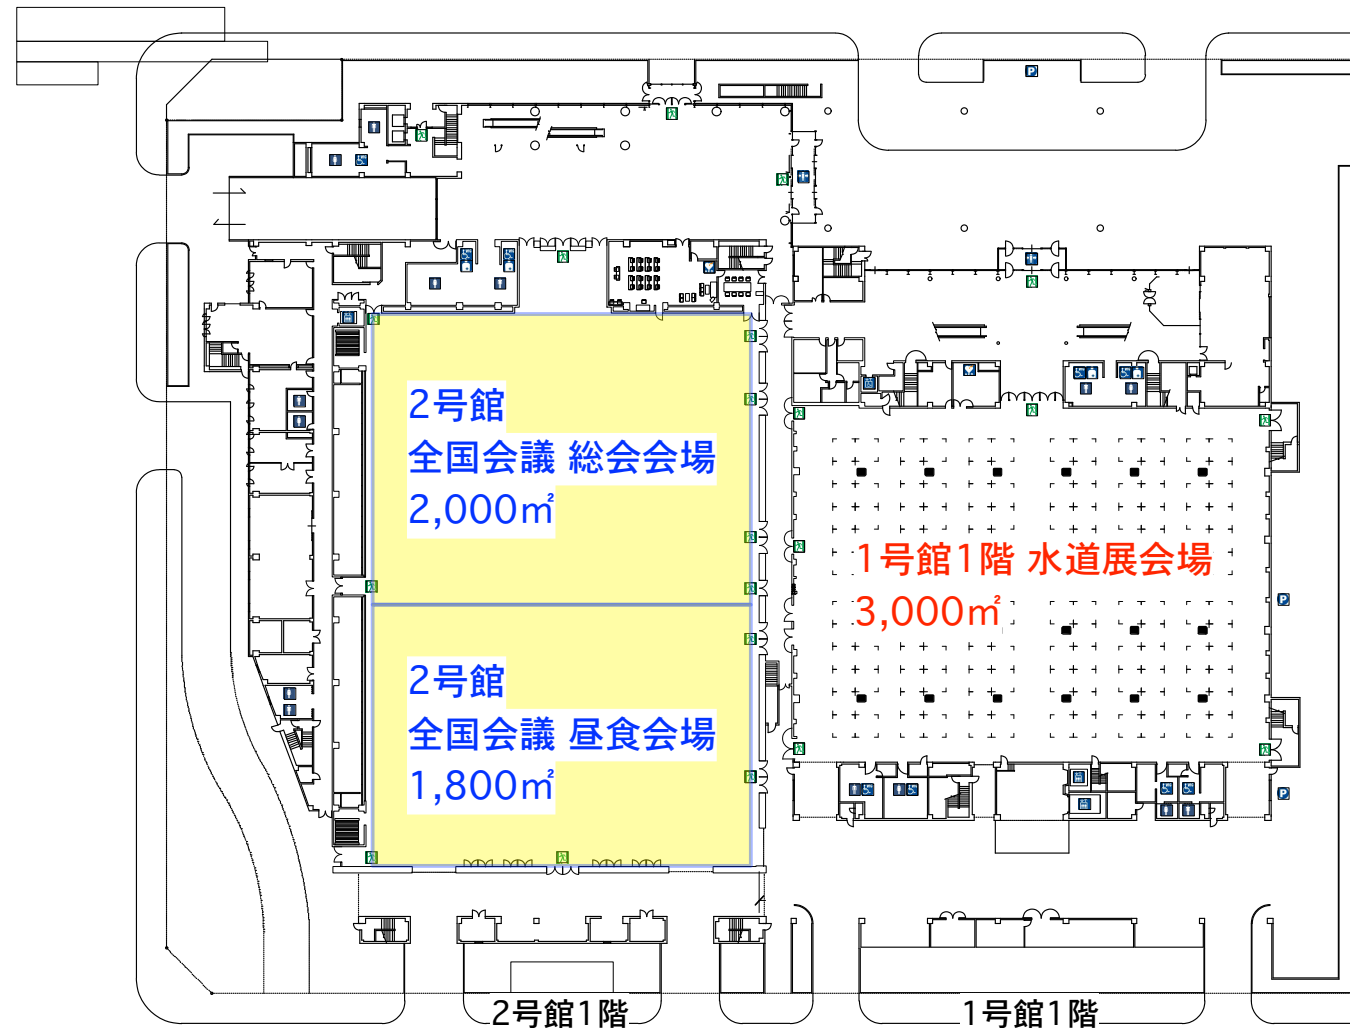 2号館
全国会議 総会会場
2,000㎡
1号館1階 水道展会場
3,000㎡
2号館
全国会議 昼食会場
1,800㎡
2号館1階
1号館1階